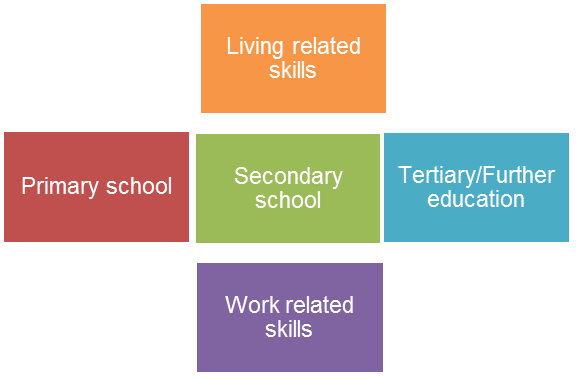 Living related
skills
Primary school
Secondary
school
Tertiary/Further
education
Work related
skills